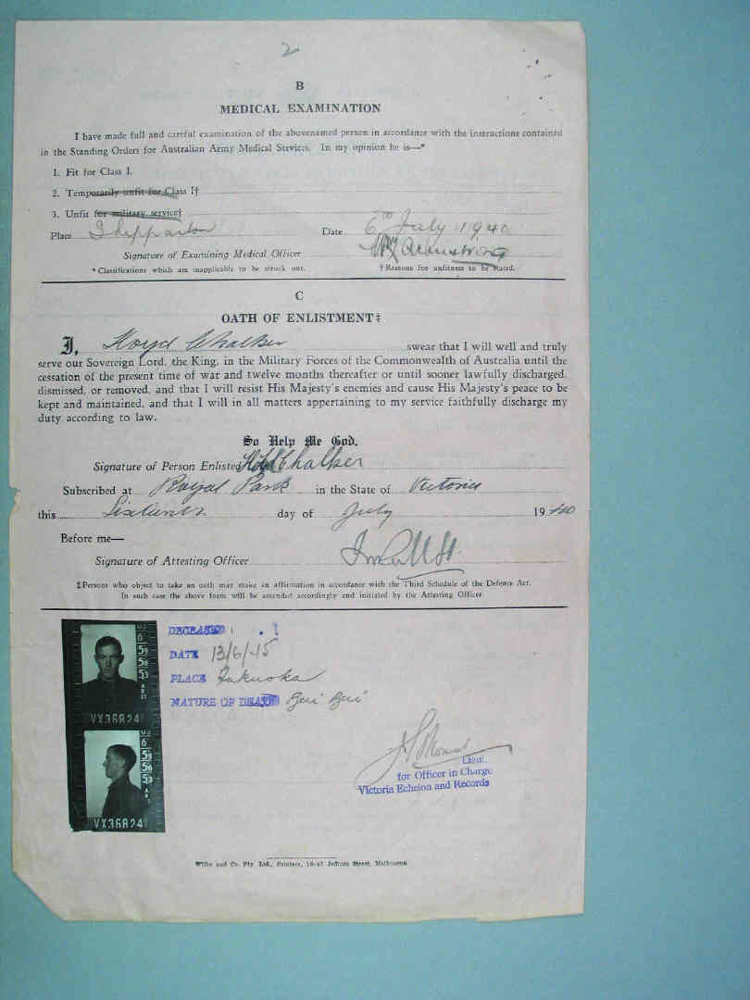 2
B
MEDICAL EXAMINATION
I have made full and careful examination of the abovenamed person in accordance with the instructions contained
in the Standing Orders for Australian Army Medical Services. In my opinion he is—*
1. Fit for Class I.
2. Temporarily unfit for Class I†
3. Unfit for military service†
Place Shepparton Date 6th July 1940
Signature of Examining Medical Officer Armstrong
* Classifications which are inapplicable to be struck out. † Reasons for unfitness to be stated.
C
OATH OF ENLISTMENT‡
I, Lloyd Chalker swear that I will well and truly
serve our Sovereign Lord, the King, in the Military Forces of the Commonwealth of Australia until the
cessation of the present time of war and twelve months thereafter or until sooner lawfully discharged,
dismissed, or removed, and that I will resist His Majesty's enemies and cause His Majesty's peace to be
kept and maintained, and that I will in all matters appertaining to my service faithfully discharge my
duty according to law.
So Help Me God.
Signature of Person Enlisted Chalker
Subscribed at Royal Park in the State of Victoria
this Sixteenth day of July 1940
Before me—
Signature of Attesting Officer
‡Persons who object to take an oath may make an affirmation in accordance with the Third Schedule of the Defence Act.
In such case the above form will be amended accordingly and initialed by the Attesting Officer.
DECEASED
DATE 13/6/45
PLACE Fukuoka
NATURE OF DEATH Beri Beri
VX36824
Lieut.
for Officer in Charge
Victoria Echelon and Records
VX36824
Wilke and Co. Pty. Ltd., Printers, 19-47 Jeffcott Street, Melbourne